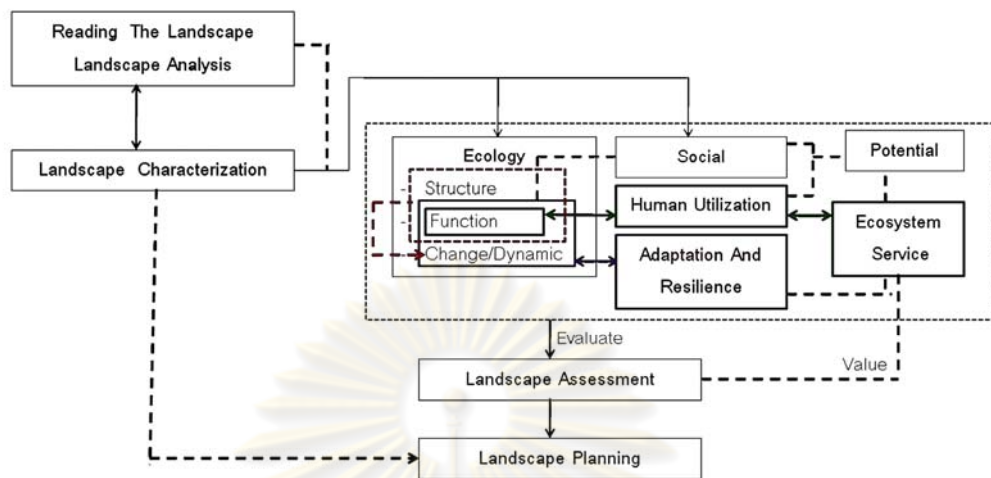 Reading The Landscape
Landscape Analysis
Landscape Characterization
Ecology
- Structure
- Function
- Change/Dynamic
Social
Human Utilization
Adaptation And
Resilience
Potential
Ecosystem
Service
Evaluate
Value
Landscape Assessment
Landscape Planning